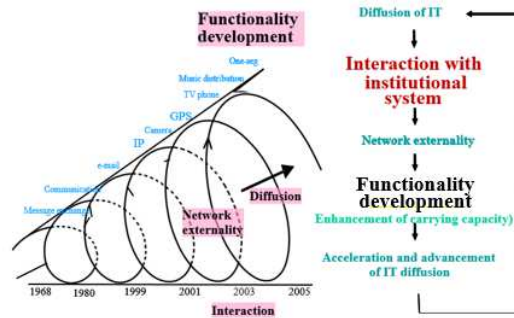 Functionality
development
One-seg
Music distribution
TV phone
GPS
Camera
IP
e-mail
Communication
Message exchange
Diffusion
Network
externality
1968
1980
1999
2001
2003
2005
Interaction
Diffusion of IT
Interaction with
institutional
system
Network externality
Functionality
development
Enhancement of carrying capacity)
Acceleration and advancement
of IT diffusion